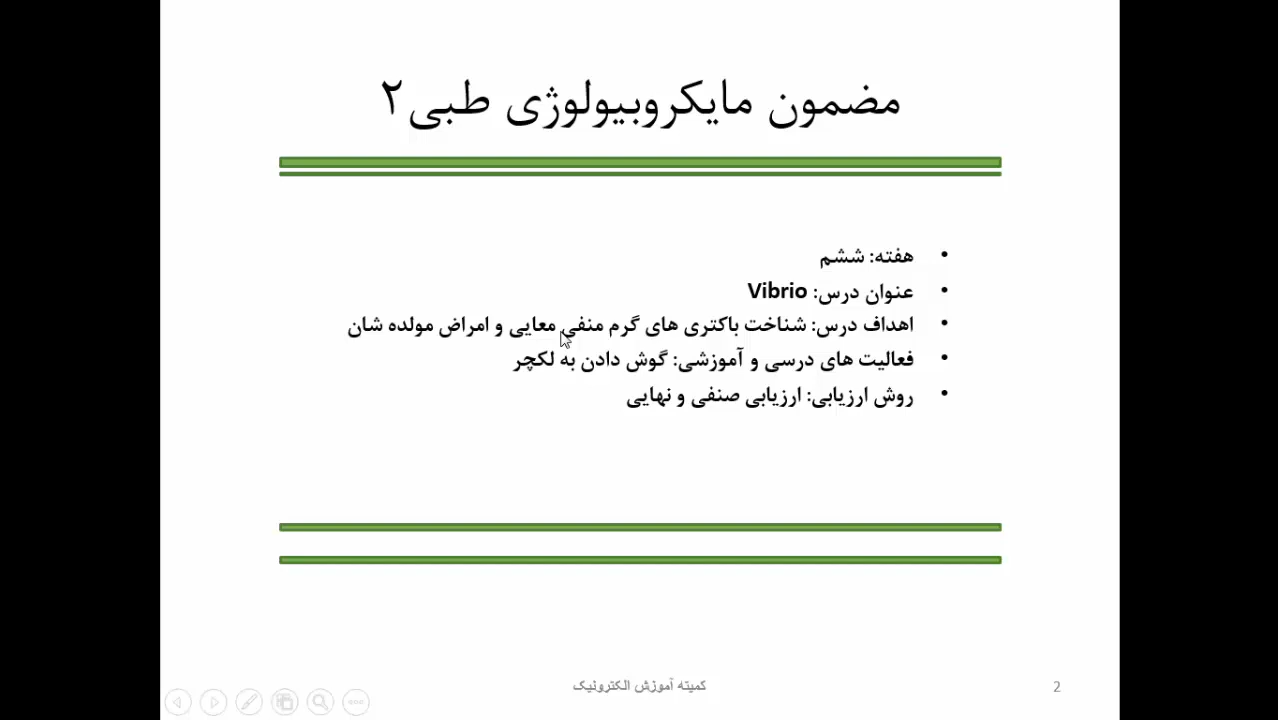 مضمون مایکروبیولوژی طبی۲
• هفته: ششم
• عنوان درس: Vibrio
• اهداف درس: شناخت باکتری های گرم منفی معایی و امراض مولده شان
• فعالیت های درسی و آموزشی: گوش دادن به لکچر
• روش ارزیابی: ارزیابی صنفی و نهایی
کمیته آموزش الکترونیک
2